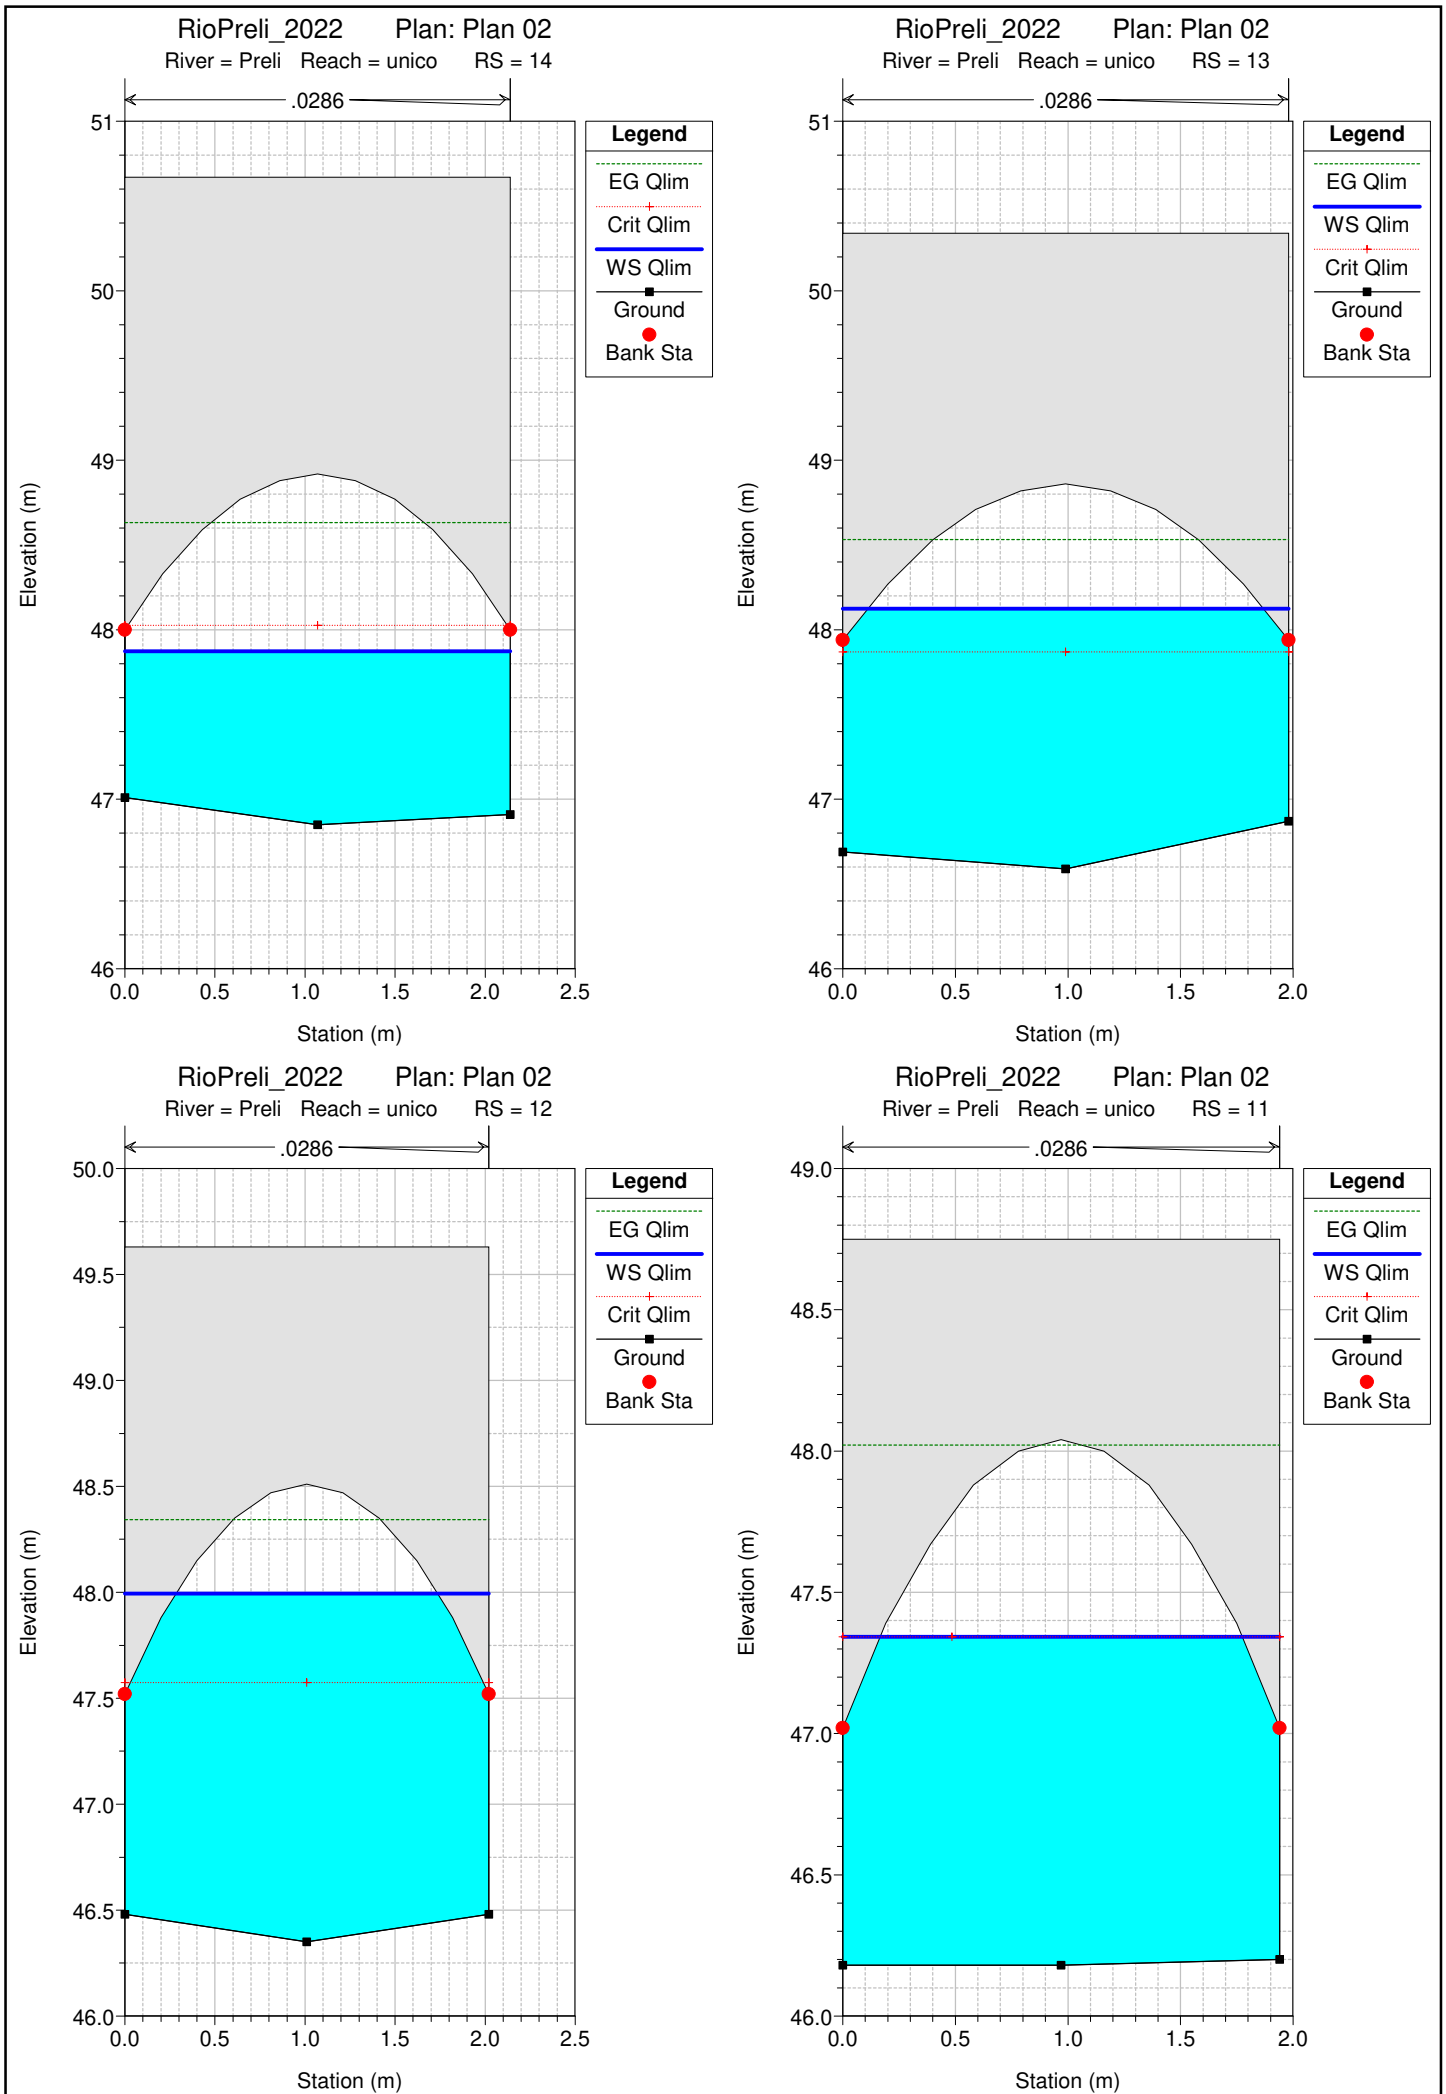 RioPreli_2022 Plan: Plan 02
River = Preli Reach = unico RS = 14
.0286
51
50
49
48
47
46
0.0 0.5 1.0 1.5 2.0 2.5
Station (m)
Elevation (m)
Legend
EG Qlim
Crit Qlim
WS Qlim
Ground
Bank Sta
RioPreli_2022 Plan: Plan 02
River = Preli Reach = unico RS = 13
.0286
51
50
49
48
47
46
0.0 0.5 1.0 1.5 2.0
Station (m)
Elevation (m)
Legend
EG Qlim
WS Qlim
Crit Qlim
Ground
Bank Sta
RioPreli_2022 Plan: Plan 02
River = Preli Reach = unico RS = 12
.0286
50.0
49.5
49.0
48.5
48.0
47.5
47.0
46.5
46.0
0.0 0.5 1.0 1.5 2.0 2.5
Station (m)
Elevation (m)
Legend
EG Qlim
WS Qlim
Crit Qlim
Ground
Bank Sta
RioPreli_2022 Plan: Plan 02
River = Preli Reach = unico RS = 11
.0286
49.0
48.5
48.0
47.5
47.0
46.5
46.0
0.0 0.5 1.0 1.5 2.0
Station (m)
Elevation (m)
Legend
EG Qlim
WS Qlim
Crit Qlim
Ground
Bank Sta